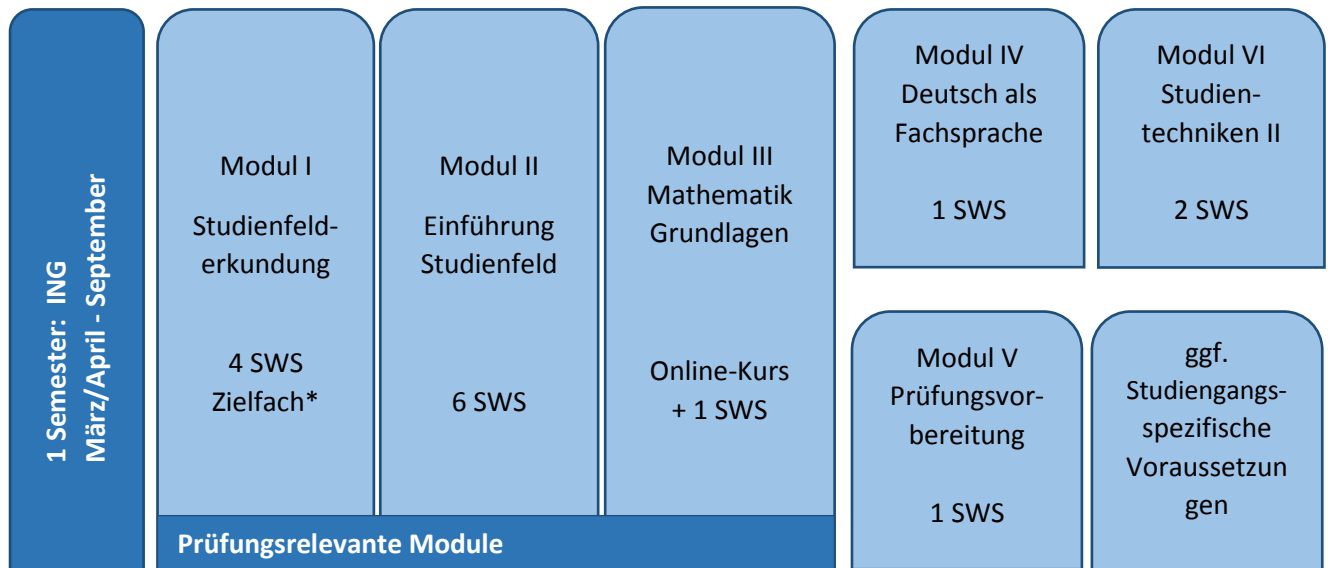 1 Semester: ING
März/April - September
Modul I
Studienfeld-
erkundung
4 SWS
Zielfach*
Modul II
Einführung
Studienfeld
6 SWS
Modul III
Mathematik
Grundlagen
Online-Kurs
+ 1 SWS
Prüfungsrelevante Module
Modul IV
Deutsch als
Fachsprache
1 SWS
Modul VI
Studien-
techniken II
2 SWS
Modul V
Prüfungsvor-
bereitung
1 SWS
ggf.
Studiengangs-
spezifische
Voraussetzun
gen